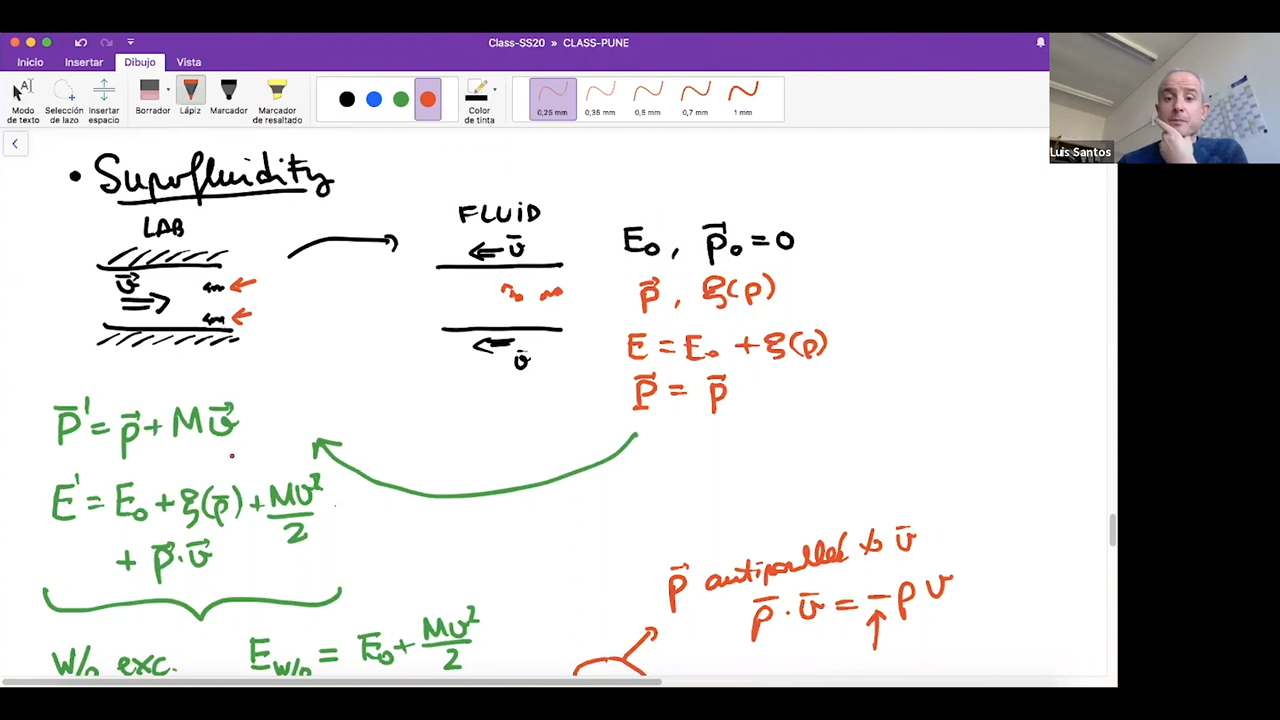 Class-SS20 » CLASS-PUNE
Inicio Insertar Dibujo Vista
Modo de texto
Selección de lazo
Insertar espacio
Borrador
Lápiz
Marcador
Marcador de resaltado
Color de tinta
0,25 mm 0,35 mm 0,5 mm 0,7 mm 1 mm
Luis Santos
• Superfluidity
LAB
v⃗
FLUID
v̄
v̄
E₀, p⃗₀ = 0
p⃗, ξ(p)
E = E₀ + ξ(p)
P⃗ = p⃗
P̄' = p⃗ + M v⃗
E' = E₀ + ξ(p̄) + Mv²/2
+ p⃗·v⃗
p⃗ antiparallel to v̄
p̄·v̄ = −pv
W/o exc. E_W/o = E₀ + Mv²/2